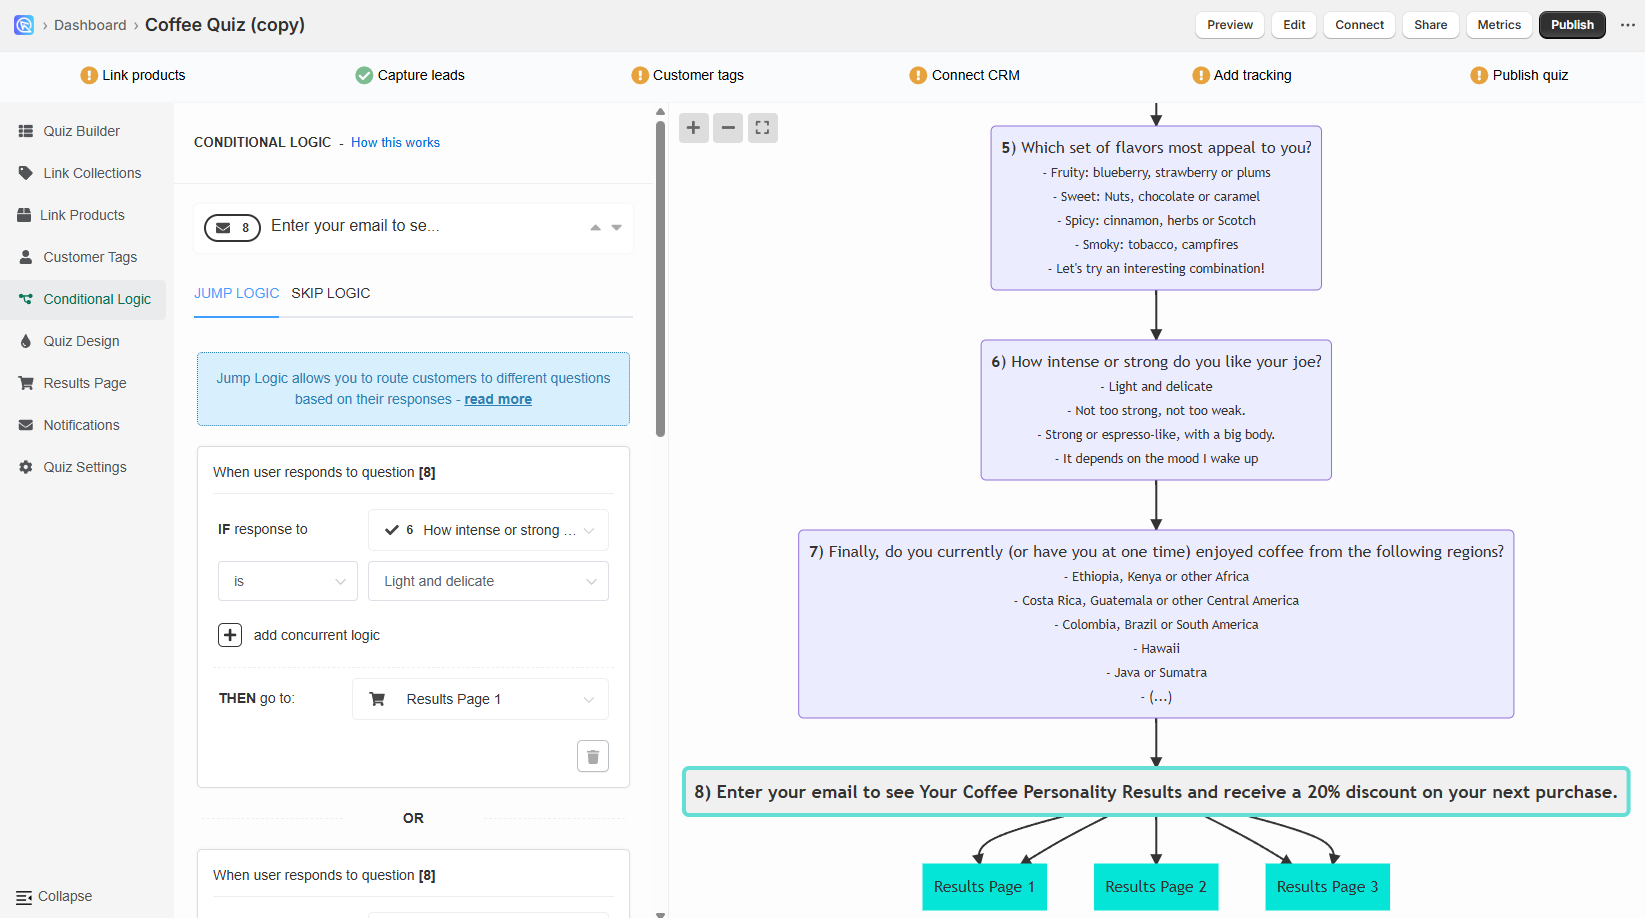 › Dashboard › Coffee Quiz (copy)
Preview Edit Connect Share Metrics Publish
Link products Capture leads Customer tags Connect CRM Add tracking Publish quiz
Quiz Builder
Link Collections
Link Products
Customer Tags
Conditional Logic
Quiz Design
Results Page
Notifications
Quiz Settings
Collapse
CONDITIONAL LOGIC - How this works
8 Enter your email to se...
JUMP LOGIC SKIP LOGIC
Jump Logic allows you to route customers to different questions
based on their responses - read more
When user responds to question [8]
IF response to 6 How intense or strong ...
is Light and delicate
add concurrent logic
THEN go to: Results Page 1
OR
When user responds to question [8]
5) Which set of flavors most appeal to you?
- Fruity: blueberry, strawberry or plums
- Sweet: Nuts, chocolate or caramel
- Spicy: cinnamon, herbs or Scotch
- Smoky: tobacco, campfires
- Let's try an interesting combination!
6) How intense or strong do you like your joe?
- Light and delicate
- Not too strong, not too weak.
- Strong or espresso-like, with a big body.
- It depends on the mood I wake up
7) Finally, do you currently (or have you at one time) enjoyed coffee from the following regions?
- Ethiopia, Kenya or other Africa
- Costa Rica, Guatemala or other Central America
- Colombia, Brazil or South America
- Hawaii
- Java or Sumatra
- (...)
8) Enter your email to see Your Coffee Personality Results and receive a 20% discount on your next purchase.
Results Page 1 Results Page 2 Results Page 3